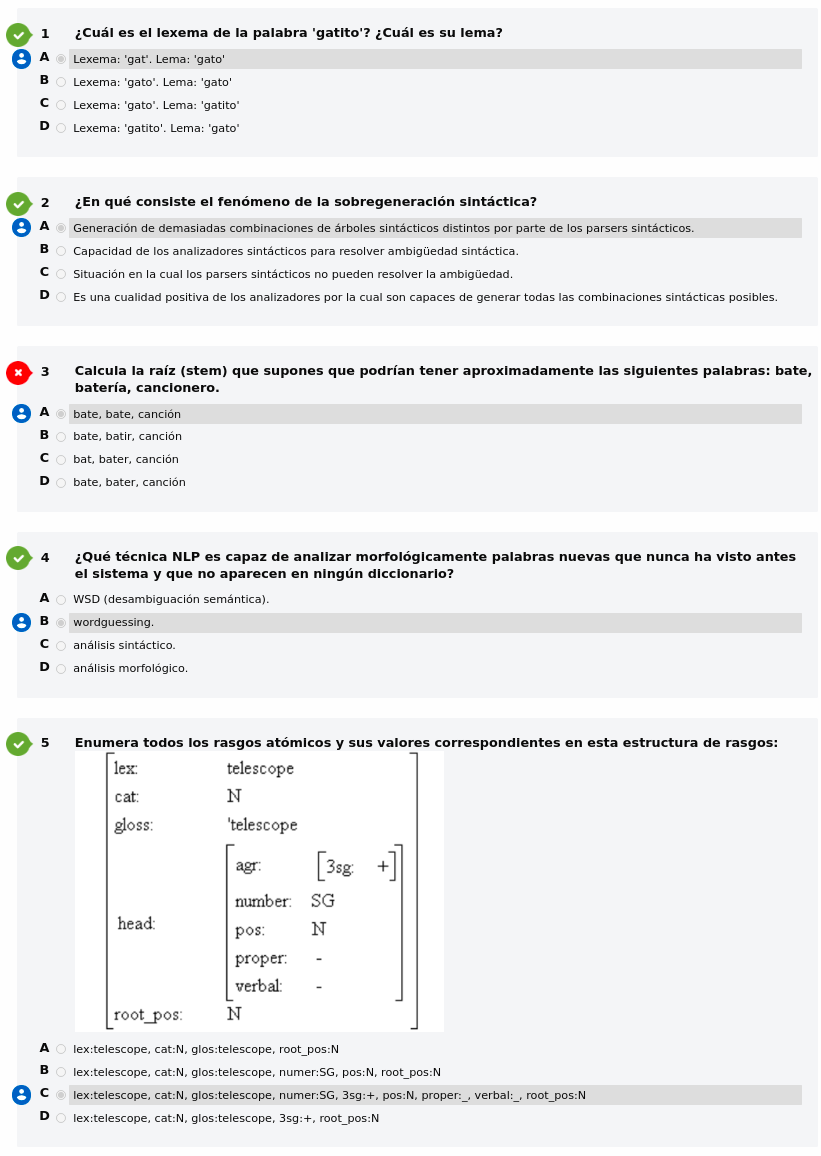 1 ¿Cuál es el lexema de la palabra 'gatito'? ¿Cuál es su lema?
A Lexema: 'gat'. Lema: 'gato'
B Lexema: 'gato'. Lema: 'gato'
C Lexema: 'gato'. Lema: 'gatito'
D Lexema: 'gatito'. Lema: 'gato'
2 ¿En qué consiste el fenómeno de la sobregeneración sintáctica?
A Generación de demasiadas combinaciones de árboles sintácticos distintos por parte de los parsers sintácticos.
B Capacidad de los analizadores sintácticos para resolver ambigüedad sintáctica.
C Situación en la cual los parsers sintácticos no pueden resolver la ambigüedad.
D Es una cualidad positiva de los analizadores por la cual son capaces de generar todas las combinaciones sintácticas posibles.
3 Calcula la raíz (stem) que supones que podrían tener aproximadamente las siguientes palabras: bate,
batería, cancionero.
A bate, bate, canción
B bate, batir, canción
C bat, bater, canción
D bate, bater, canción
4 ¿Qué técnica NLP es capaz de analizar morfológicamente palabras nuevas que nunca ha visto antes
el sistema y que no aparecen en ningún diccionario?
A WSD (desambiguación semántica).
B wordguessing.
C análisis sintáctico.
D análisis morfológico.
5 Enumera todos los rasgos atómicos y sus valores correspondientes en esta estructura de rasgos:
lex: telescope
cat: N
gloss: 'telescope
agr: [3sg: +]
number: SG
head:
pos: N
proper: -
verbal: -
root_pos: N
A lex:telescope, cat:N, glos:telescope, root_pos:N
B lex:telescope, cat:N, glos:telescope, numer:SG, pos:N, root_pos:N
C lex:telescope, cat:N, glos:telescope, numer:SG, 3sg:+, pos:N, proper:_, verbal:_, root_pos:N
D lex:telescope, cat:N, glos:telescope, 3sg:+, root_pos:N